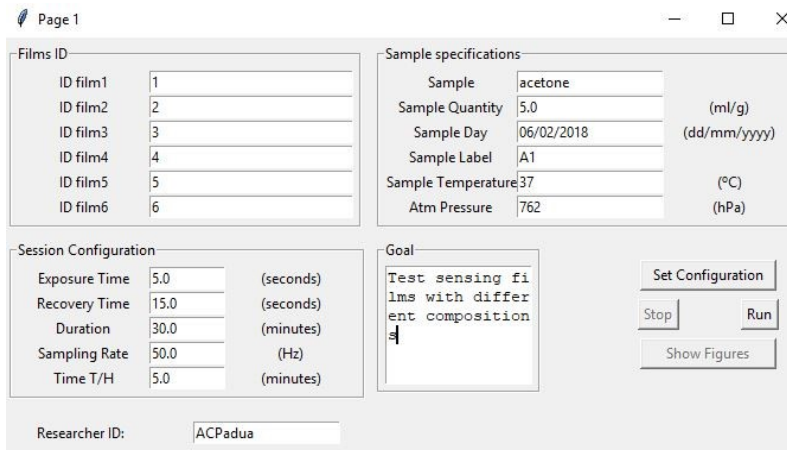 Page 1
Films ID
ID film1 1
ID film2 2
ID film3 3
ID film4 4
ID film5 5
ID film6 6
Sample specifications
Sample acetone
Sample Quantity 5.0 (ml/g)
Sample Day 06/02/2018 (dd/mm/yyyy)
Sample Label A1
Sample Temperature 37 (ºC)
Atm Pressure 762 (hPa)
Session Configuration
Exposure Time 5.0 (seconds)
Recovery Time 15.0 (seconds)
Duration 30.0 (minutes)
Sampling Rate 50.0 (Hz)
Time T/H 5.0 (minutes)
Goal
Test sensing fi
lms with differ
ent composition
s
Set Configuration
Stop Run
Show Figures
Researcher ID: ACPadua